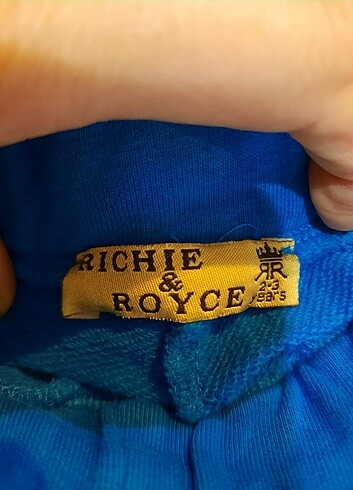 RICHIE
&
ROYCE
RR
2-3
years